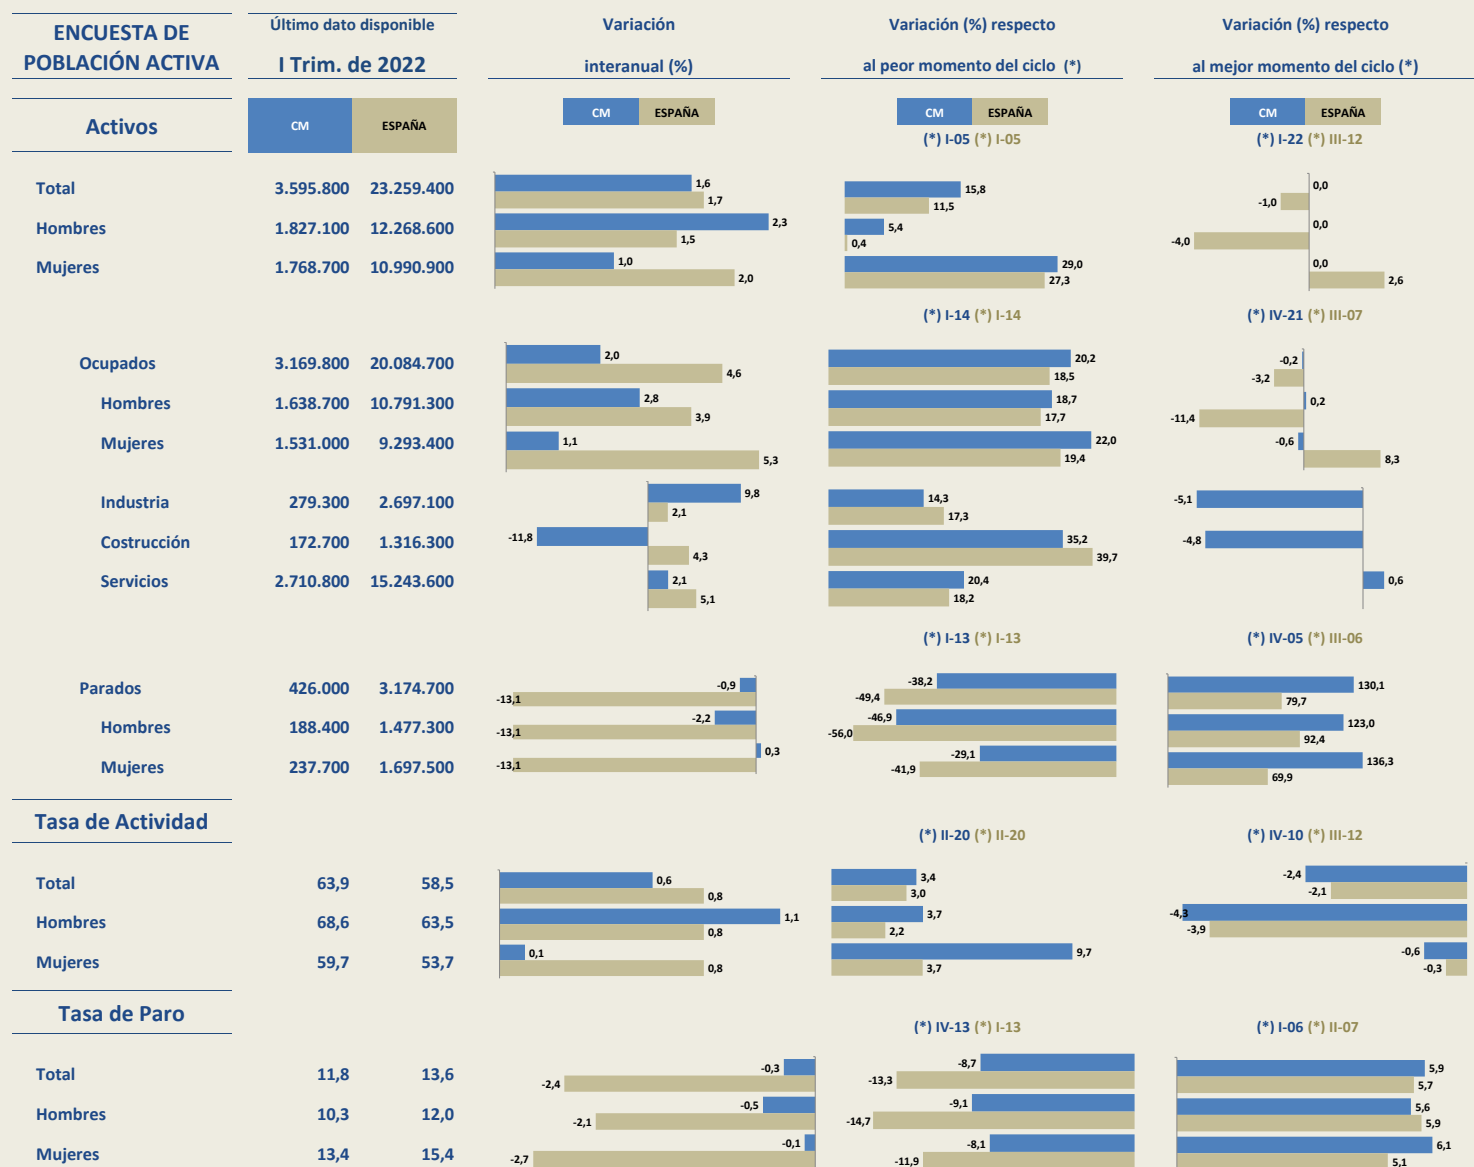 ENCUESTA DE
POBLACIÓN ACTIVA
Último dato disponible
I Trim. de 2022
Variación
interanual (%)
Variación (%) respecto
al peor momento del ciclo (*)
Variación (%) respecto
al mejor momento del ciclo (*)
Activos
CM ESPAÑA
CM ESPAÑA
CM ESPAÑA
(*) I-05 (*) I-05
CM ESPAÑA
(*) I-22 (*) III-12
Total 3.595.800 23.259.400
1,6 15,8 0,0
1,7 11,5 -1,0
Hombres 1.827.100 12.268.600
2,3 5,4 0,0
1,5 0,4 -4,0
Mujeres 1.768.700 10.990.900
1,0 29,0 0,0
2,0 27,3 2,6
(*) I-14 (*) I-14
(*) IV-21 (*) III-07
Ocupados 3.169.800 20.084.700
2,0 20,2 -0,2
4,6 18,5 -3,2
Hombres 1.638.700 10.791.300
2,8 18,7 0,2
3,9 17,7 -11,4
Mujeres 1.531.000 9.293.400
1,1 22,0 -0,6
5,3 19,4 8,3
Industria 279.300 2.697.100
9,8 14,3 -5,1
2,1 17,3
Costrucción 172.700 1.316.300
-11,8 35,2 -4,8
4,3 39,7
Servicios 2.710.800 15.243.600
2,1 20,4 0,6
5,1 18,2
(*) I-13 (*) I-13
(*) IV-05 (*) III-06
Parados 426.000 3.174.700
-0,9 -38,2 130,1
-13,1 -49,4 79,7
Hombres 188.400 1.477.300
-2,2 -46,9 123,0
-13,1 -56,0 92,4
Mujeres 237.700 1.697.500
0,3 -29,1 136,3
-13,1 -41,9 69,9
Tasa de Actividad
(*) II-20 (*) II-20
(*) IV-10 (*) III-12
Total 63,9 58,5
0,6 3,4 -2,4
0,8 3,0 -2,1
Hombres 68,6 63,5
1,1 3,7 -4,3
0,8 2,2 -3,9
Mujeres 59,7 53,7
0,1 9,7 -0,6
0,8 3,7 -0,3
Tasa de Paro
(*) IV-13 (*) I-13
(*) I-06 (*) II-07
Total 11,8 13,6
-0,3 -8,7 5,9
-2,4 -13,3 5,7
Hombres 10,3 12,0
-0,5 -9,1 5,6
-2,1 -14,7 5,9
Mujeres 13,4 15,4
-0,1 -8,1 6,1
-2,7 -11,9 5,1